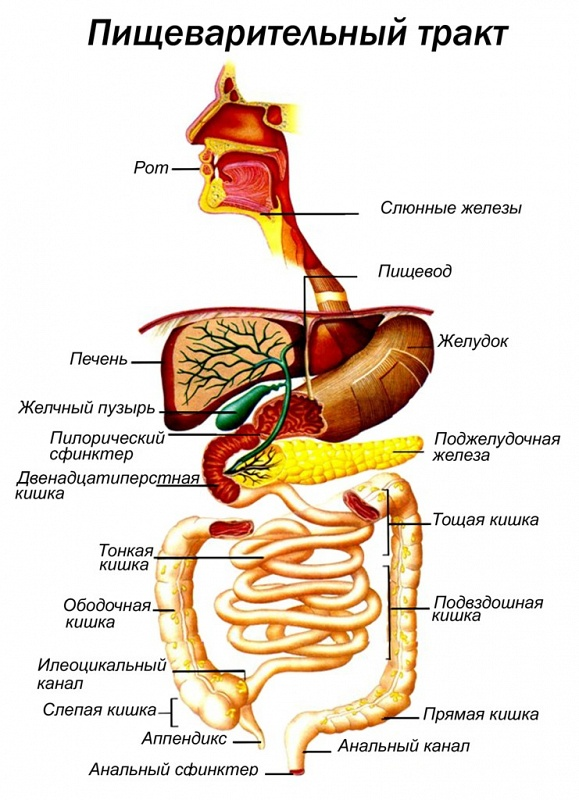 Пищеварительный тракт
Рот
Слюнные железы
Пищевод
Желудок
Печень
Желчный пузырь
Пилорический
сфинктер
Поджелудочная
железа
Двенадцатиперстная
кишка
Тощая кишка
Тонкая
кишка
Ободочная
кишка
Подвздошная
кишка
Илеоцикальный
канал
Слепая кишка
Прямая кишка
Аппендикс
Анальный канал
Анальный сфинктер